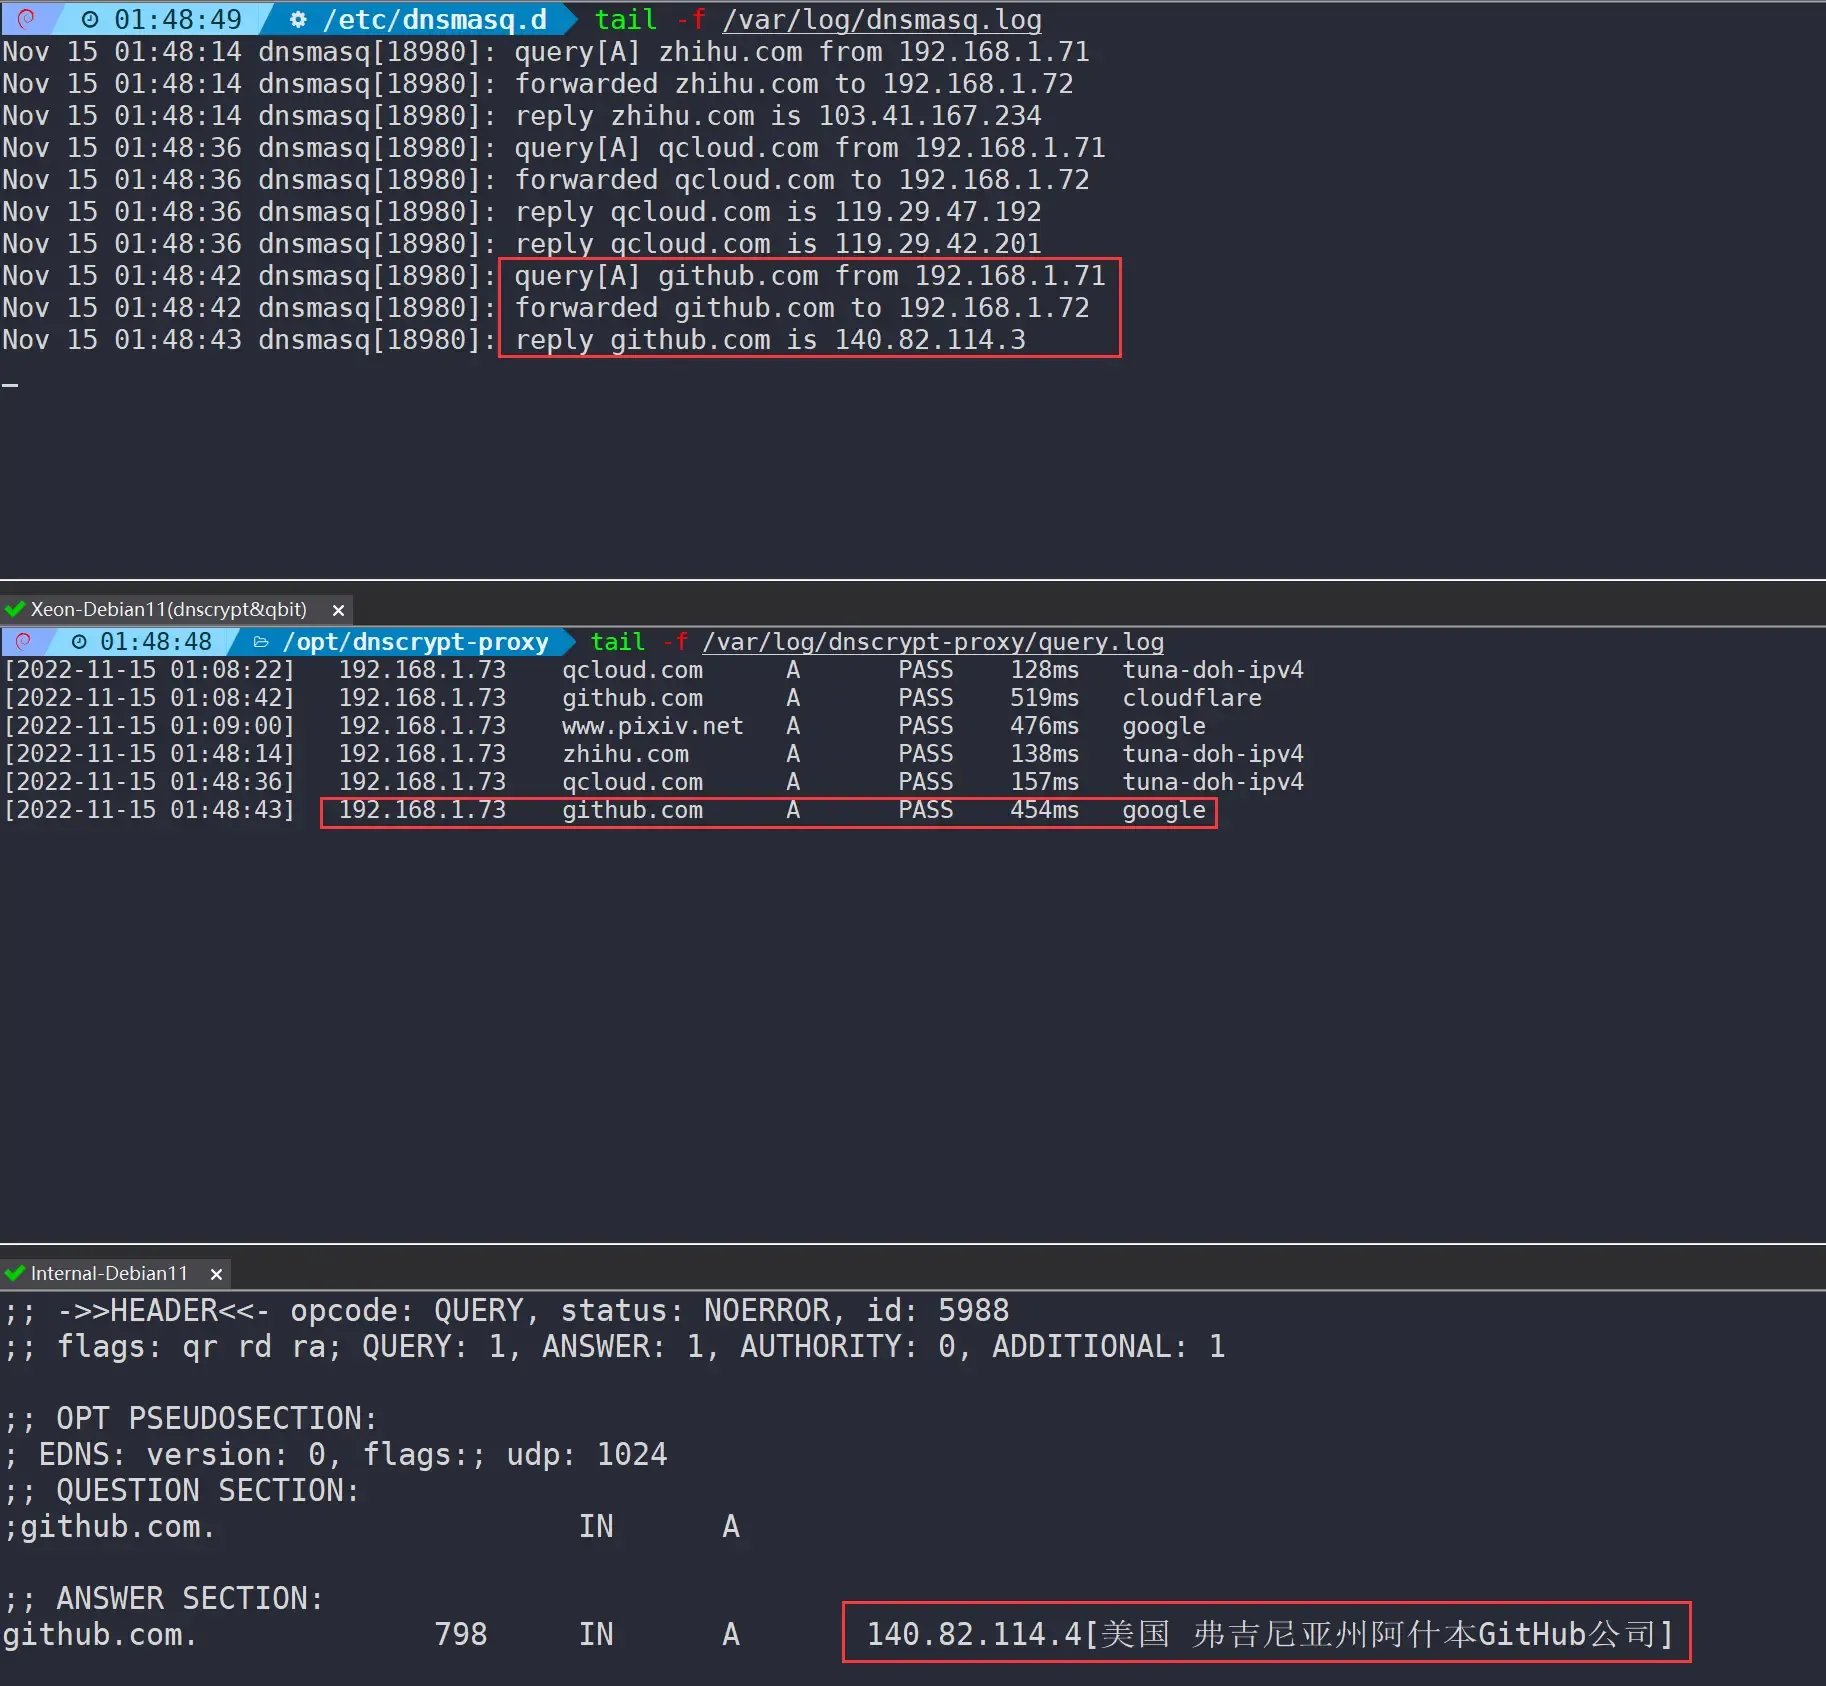 01:48:49 /etc/dnsmasq.d tail -f /var/log/dnsmasq.log
Nov 15 01:48:14 dnsmasq[18980]: query[A] zhihu.com from 192.168.1.71
Nov 15 01:48:14 dnsmasq[18980]: forwarded zhihu.com to 192.168.1.72
Nov 15 01:48:14 dnsmasq[18980]: reply zhihu.com is 103.41.167.234
Nov 15 01:48:36 dnsmasq[18980]: query[A] qcloud.com from 192.168.1.71
Nov 15 01:48:36 dnsmasq[18980]: forwarded qcloud.com to 192.168.1.72
Nov 15 01:48:36 dnsmasq[18980]: reply qcloud.com is 119.29.47.192
Nov 15 01:48:36 dnsmasq[18980]: reply qcloud.com is 119.29.42.201
Nov 15 01:48:42 dnsmasq[18980]: query[A] github.com from 192.168.1.71
Nov 15 01:48:42 dnsmasq[18980]: forwarded github.com to 192.168.1.72
Nov 15 01:48:43 dnsmasq[18980]: reply github.com is 140.82.114.3
Xeon-Debian11(dnscrypt&qbit) ×
01:48:48 /opt/dnscrypt-proxy tail -f /var/log/dnscrypt-proxy/query.log
[2022-11-15 01:08:22] 192.168.1.73 qcloud.com A PASS 128ms tuna-doh-ipv4
[2022-11-15 01:08:42] 192.168.1.73 github.com A PASS 519ms cloudflare
[2022-11-15 01:09:00] 192.168.1.73 www.pixiv.net A PASS 476ms google
[2022-11-15 01:48:14] 192.168.1.73 zhihu.com A PASS 138ms tuna-doh-ipv4
[2022-11-15 01:48:36] 192.168.1.73 qcloud.com A PASS 157ms tuna-doh-ipv4
[2022-11-15 01:48:43] 192.168.1.73 github.com A PASS 454ms google
Internal-Debian11 ×
;; ->>HEADER<<- opcode: QUERY, status: NOERROR, id: 5988
;; flags: qr rd ra; QUERY: 1, ANSWER: 1, AUTHORITY: 0, ADDITIONAL: 1
;; OPT PSEUDOSECTION:
; EDNS: version: 0, flags:; udp: 1024
;; QUESTION SECTION:
;github.com. IN A
;; ANSWER SECTION:
github.com. 798 IN A 140.82.114.4[美国 弗吉尼亚州阿什本GitHub公司]